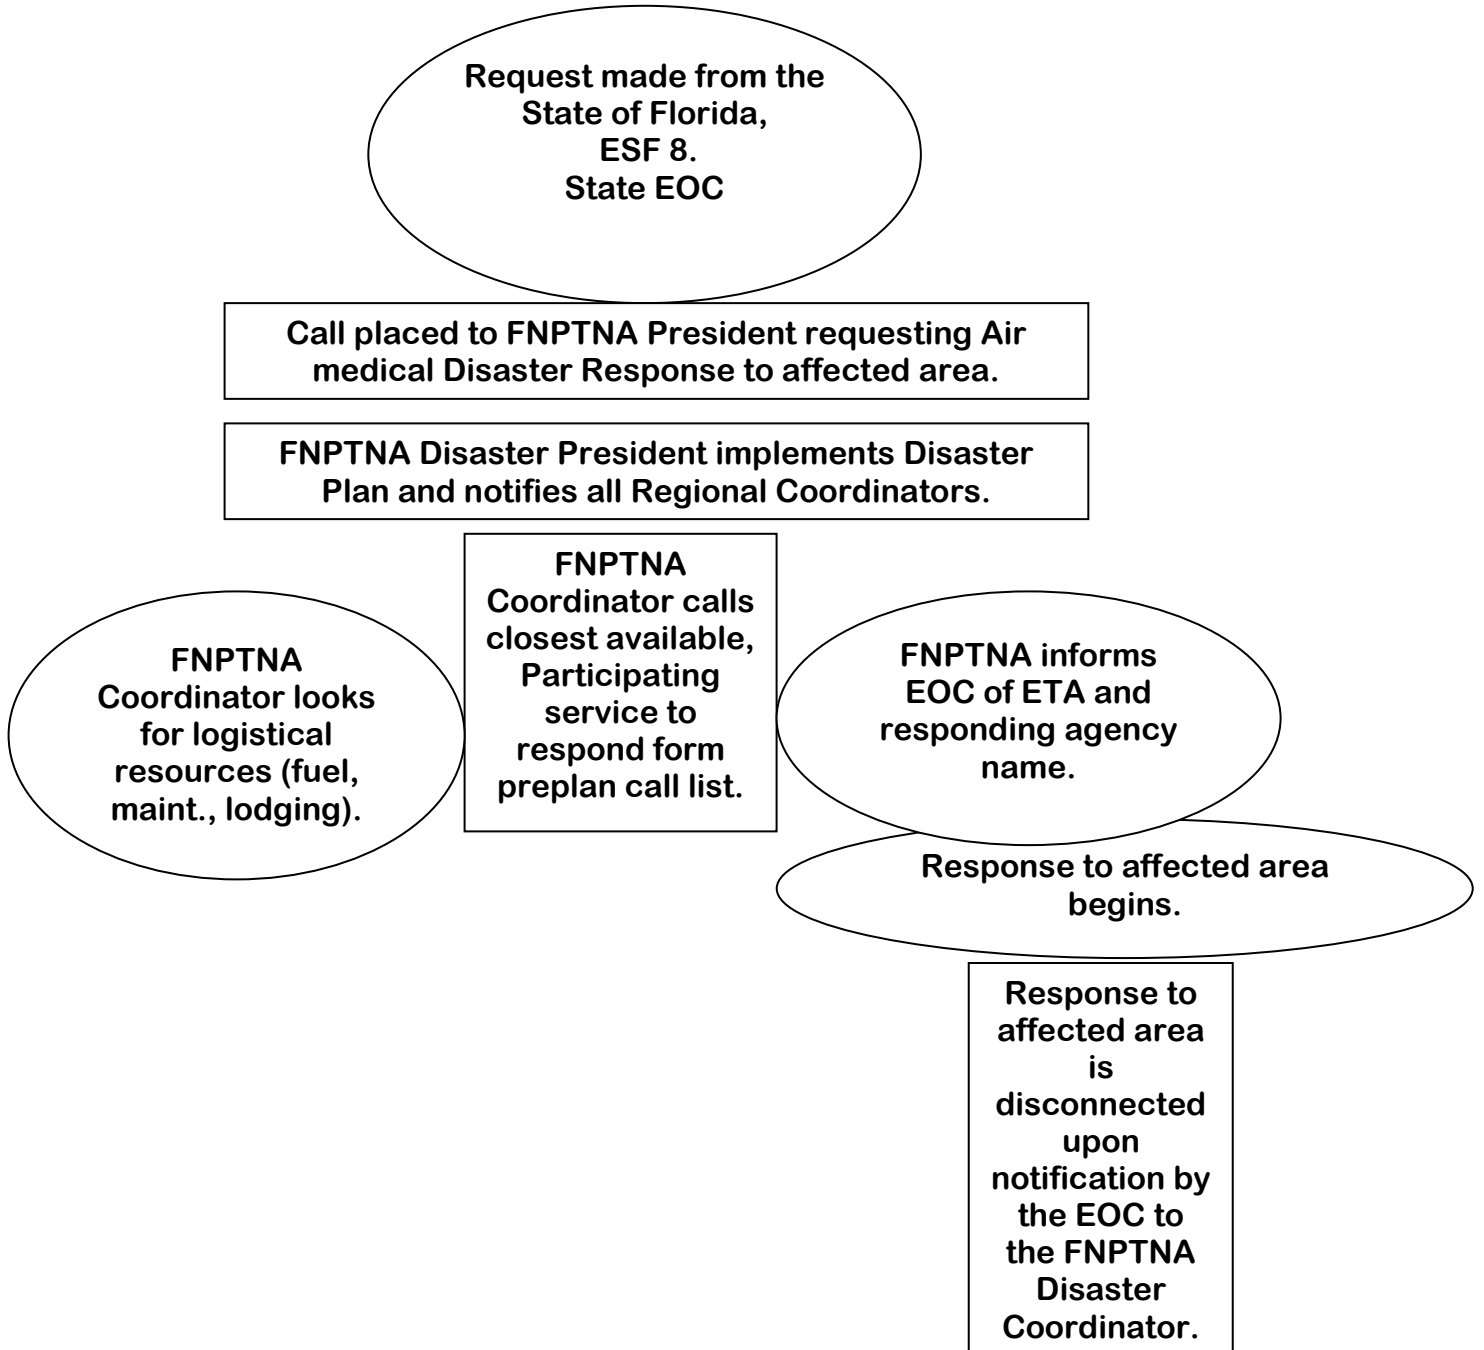 Request made from the
State of Florida,
ESF 8.
State EOC
Call placed to FNPTNA President requesting Air
medical Disaster Response to affected area.
FNPTNA Disaster President implements Disaster
Plan and notifies all Regional Coordinators.
FNPTNA
Coordinator looks
for logistical
resources (fuel,
maint., lodging).
FNPTNA
Coordinator calls
closest available,
Participating
service to
respond form
preplan call list.
FNPTNA informs
EOC of ETA and
responding agency
name.
Response to affected area
begins.
Response to
affected area
is
disconnected
upon
notification by
the EOC to
the FNPTNA
Disaster
Coordinator.